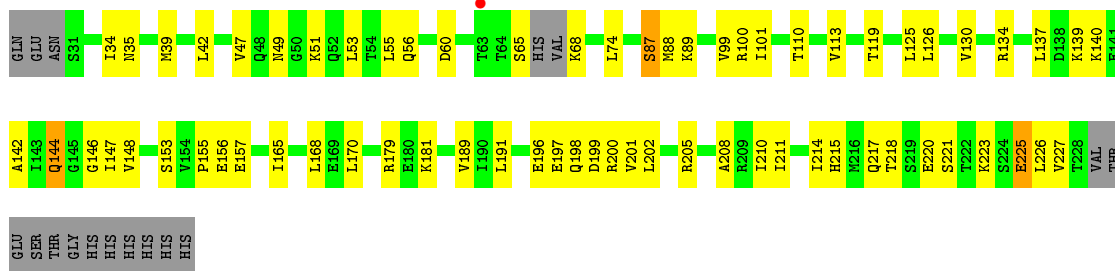 GLN GLU ASN S31 I34 N35 M39 L42 V47 Q48 N49 G50 K51 Q52 L53 T54 L55 Q56 D60 T63 T64 S65 HIS VAL K68 L74 S87 M88 K89 V99 R100 I101 T110 V113 T119 L125 L126 V130 R134 L137 D138 K139 K140 E141
A142 I143 Q144 G145 G146 I147 V148 S153 V154 P155 E156 E157 I165 L168 E169 L170 R179 E180 K181 V189 I190 L191 E196 E197 Q198 D199 R200 V201 L202 R205 A208 R209 I210 I211 I214 H215 M216 Q217 T218 S219 E220 S221 T222 K223 S224 E225 L226 V227 T228 VAL THR
GLU SER THR GLY HIS HIS HIS HIS HIS HIS